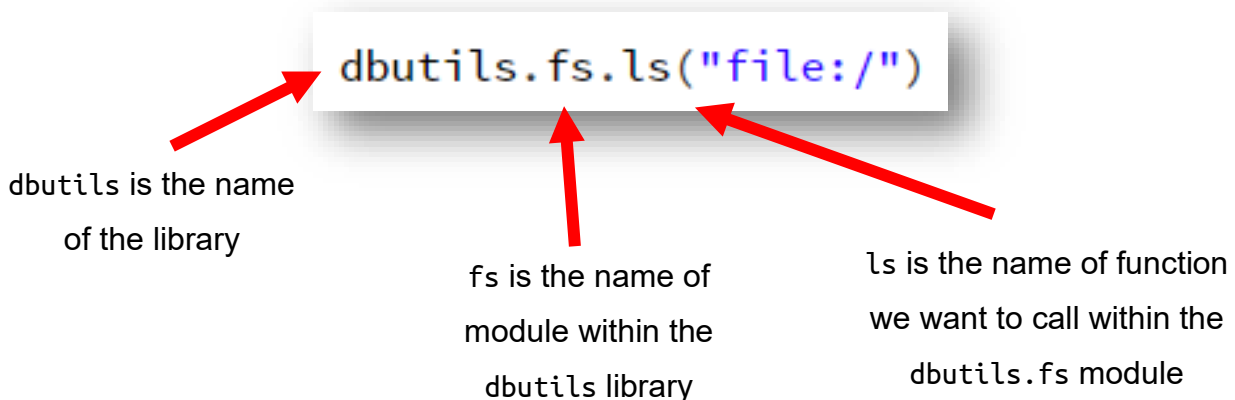 dbutils.fs.ls("file:/")
dbutils is the name
of the library
fs is the name of
module within the
dbutils library
ls is the name of function
we want to call within the
dbutils.fs module